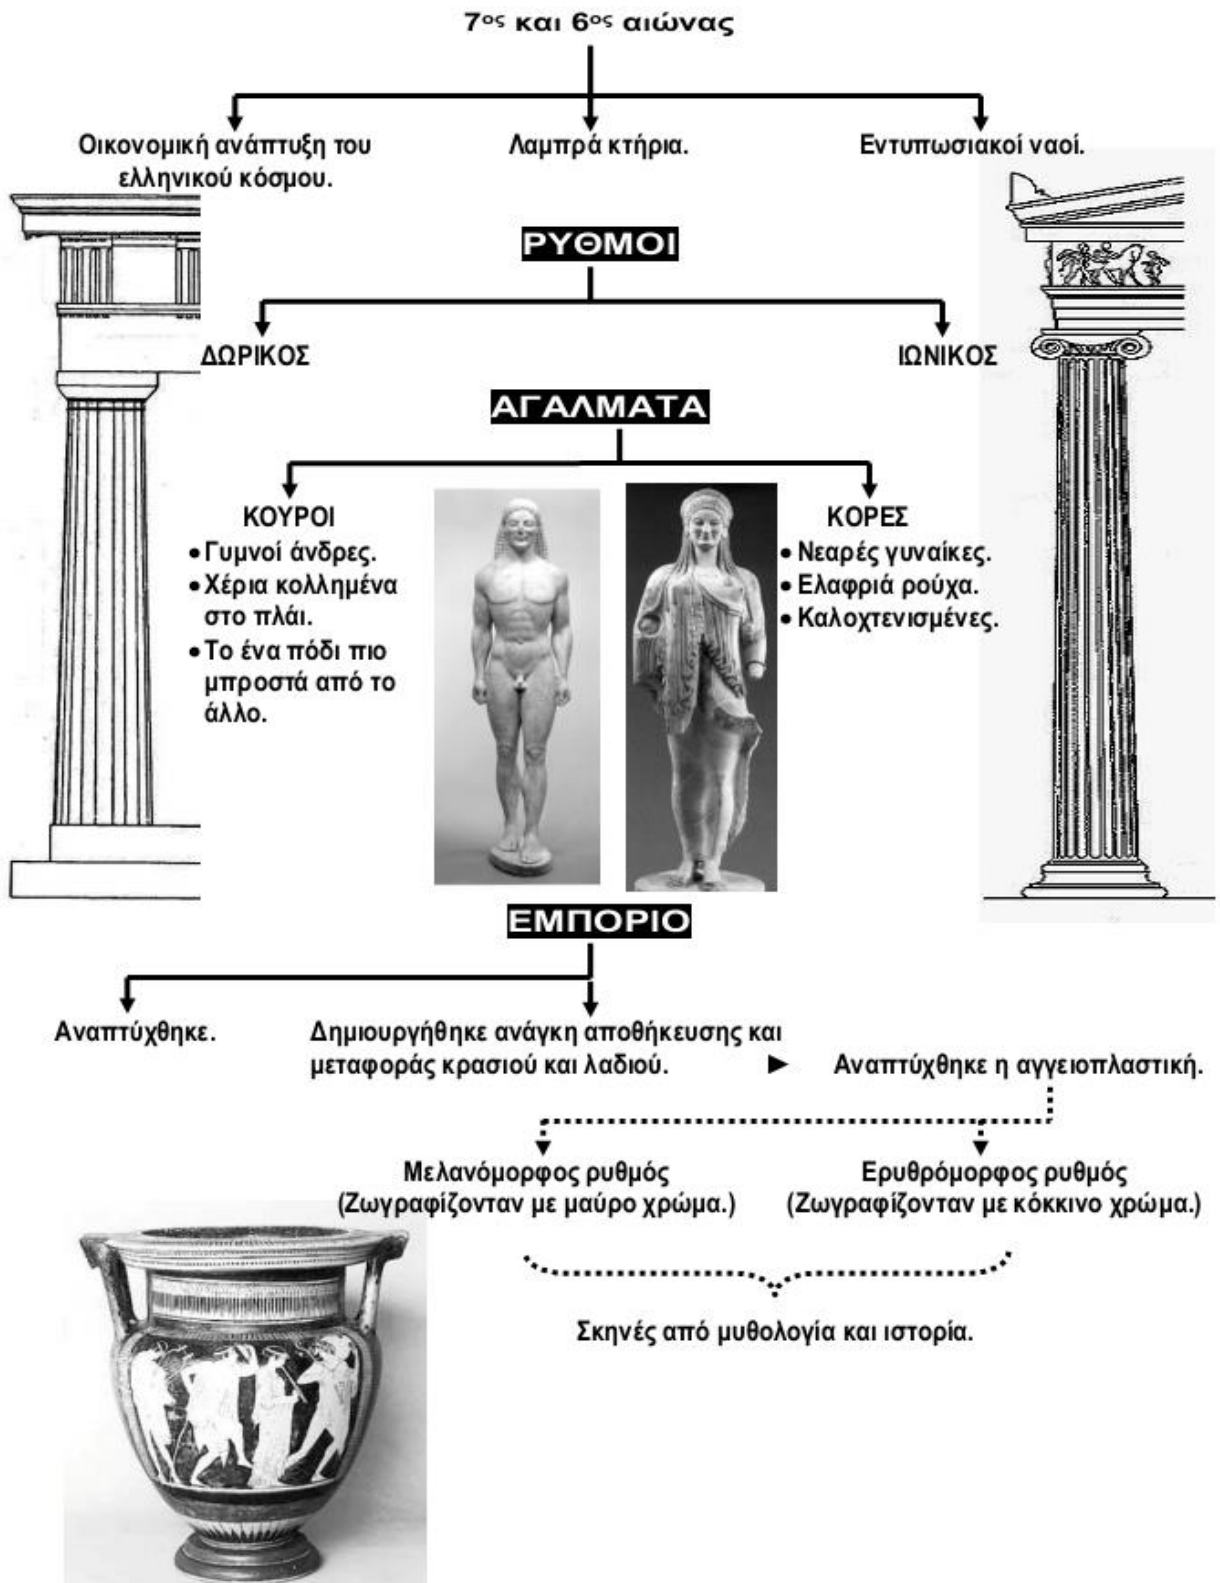 7ος και 6ος αιώνας
Οικονομική ανάπτυξη του
ελληνικού κόσμου.
Λαμπρά κτήρια.
Εντυπωσιακοί ναοί.
ΡΥΘΜΟΙ
ΔΩΡΙΚΟΣ
ΙΩΝΙΚΟΣ
ΑΓΑΛΜΑΤΑ
ΚΟΥΡΟΙ
• Γυμνοί άνδρες.
• Χέρια κολλημένα
στο πλάι.
• Το ένα πόδι πιο
μπροστά από το
άλλο.
ΚΟΡΕΣ
• Νεαρές γυναίκες.
• Ελαφριά ρούχα.
• Καλοχτενισμένες.
ΕΜΠΟΡΙΟ
Αναπτύχθηκε.
Δημιουργήθηκε ανάγκη αποθήκευσης και
μεταφοράς κρασιού και λαδιού.
Αναπτύχθηκε η αγγειοπλαστική.
Μελανόμορφος ρυθμός
(Ζωγραφίζονταν με μαύρο χρώμα.)
Ερυθρόμορφος ρυθμός
(Ζωγραφίζονταν με κόκκινο χρώμα.)
Σκηνές από μυθολογία και ιστορία.